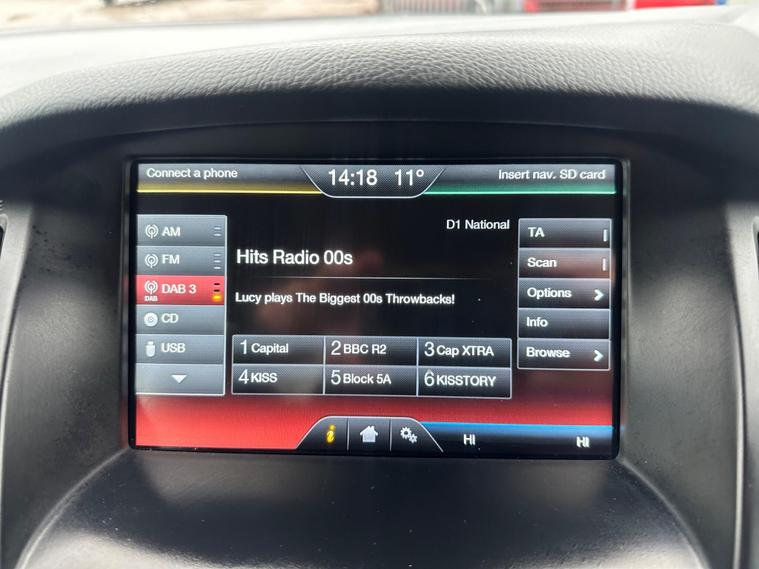 Connect a phone
14:18 11°
Insert nav. SD card
D1 National
AM
FM
DAB 3
DAB
CD
USB
Hits Radio 00s
Lucy plays The Biggest 00s Throwbacks!
1 Capital
2 BBC R2
3 Cap XTRA
4 KISS
5 Block 5A
6 KISSTORY
TA
Scan
Options
Info
Browse
i
HI
HI